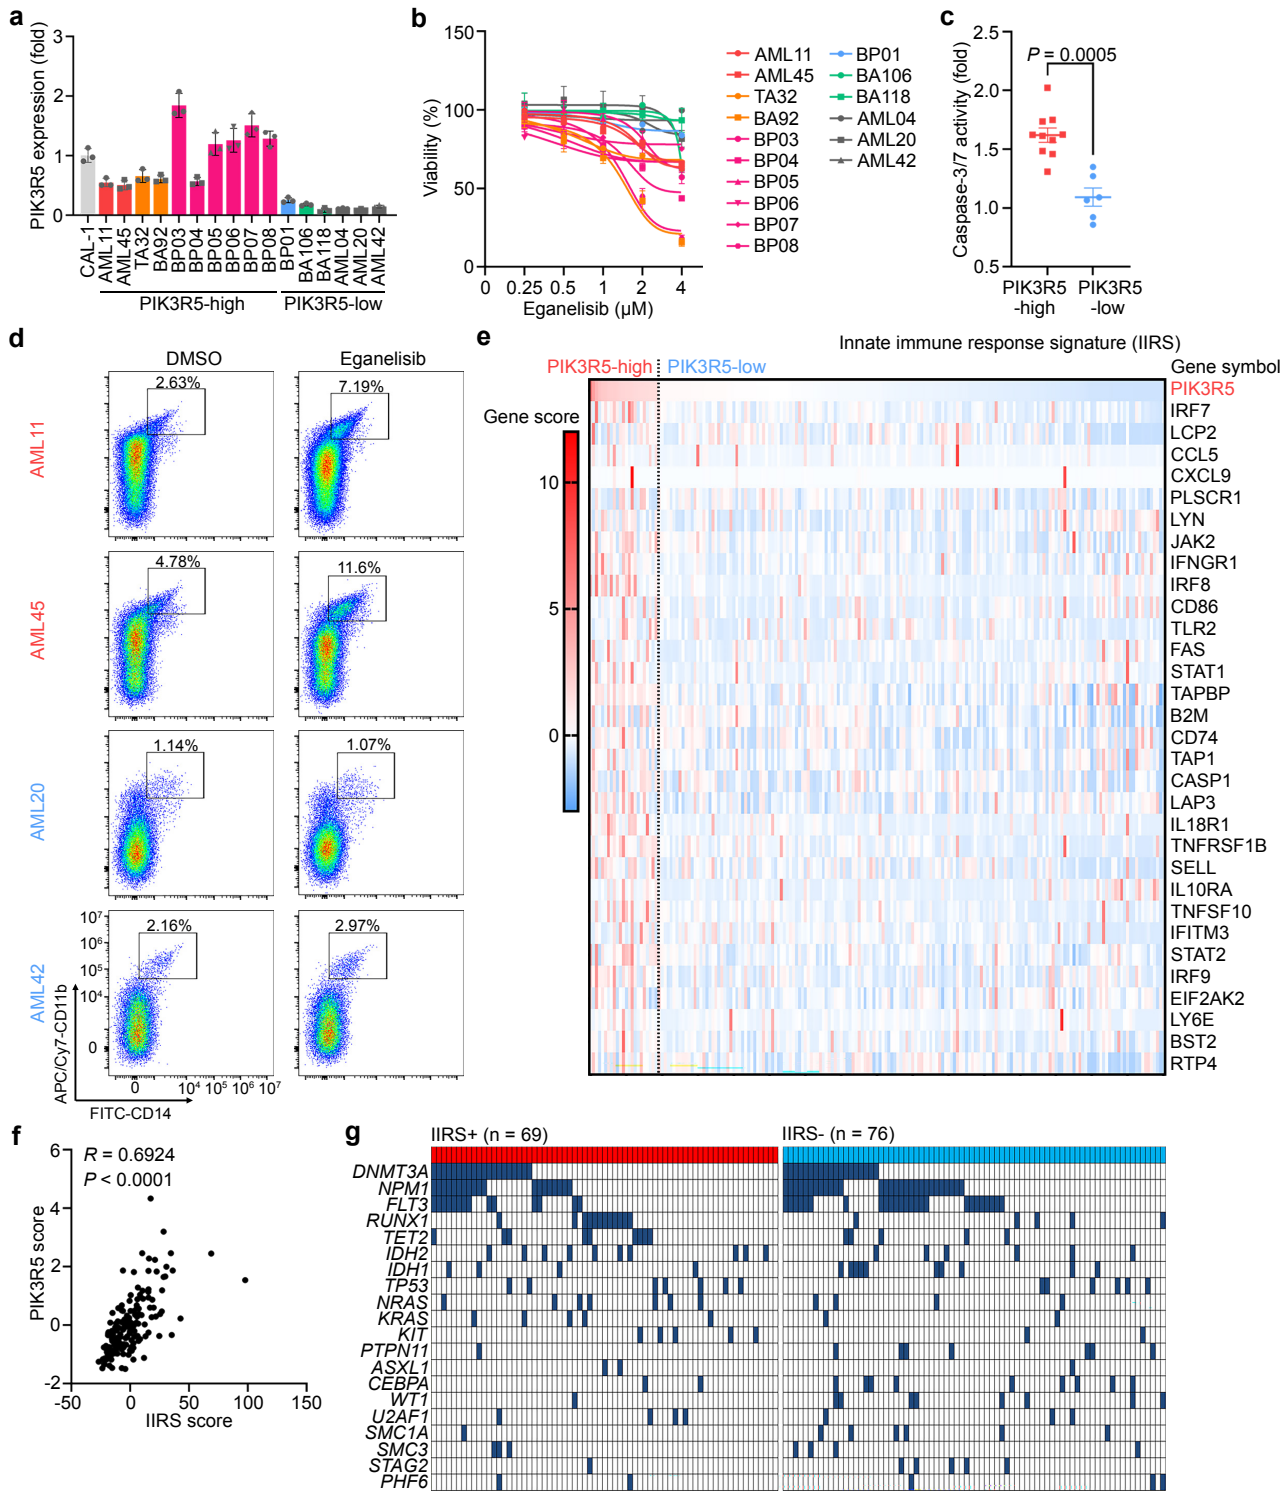 a
PIK3R5 expression (fold)
3
2
1
0
CAL-1
AML11
AML45
TA32
BA92
BP03
BP04
BP05
BP06
BP07
BP08
BP01
BA106
BA118
AML04
AML20
AML42
PIK3R5-high
PIK3R5-low
b
Viability (%)
150
100
50
0
0 0.25 0.5 1 2 4
Eganelisib (µM)
AML11
AML45
TA32
BA92
BP03
BP04
BP05
BP06
BP07
BP08
BP01
BA106
BA118
AML04
AML20
AML42
c
Caspase-3/7 activity (fold)
2.5
2.0
1.5
1.0
0.5
P = 0.0005
PIK3R5
-high
PIK3R5
-low
d
DMSO
Eganelisib
AML11
2.63%
7.19%
AML45
4.78%
11.6%
AML20
1.14%
1.07%
AML42
2.16%
2.97%
10⁷
10⁶
10⁵
10⁴
0
0 10⁴ 10⁵ 10⁶ 10⁷
APC/Cy7-CD11b
FITC-CD14
e
Innate immune response signature (IIRS)
PIK3R5-high
PIK3R5-low
Gene symbol
Gene score
10
5
0
PIK3R5
IRF7
LCP2
CCL5
CXCL9
PLSCR1
LYN
JAK2
IFNGR1
IRF8
CD86
TLR2
FAS
STAT1
TAPBP
B2M
CD74
TAP1
CASP1
LAP3
IL18R1
TNFRSF1B
SELL
IL10RA
TNFSF10
IFITM3
STAT2
IRF9
EIF2AK2
LY6E
BST2
RTP4
f
R = 0.6924
P < 0.0001
PIK3R5 score
6
4
2
0
-2
-50 0 50 100 150
IIRS score
g
IIRS+ (n = 69)
IIRS- (n = 76)
DNMT3A
NPM1
FLT3
RUNX1
TET2
IDH2
IDH1
TP53
NRAS
KRAS
KIT
PTPN11
ASXL1
CEBPA
WT1
U2AF1
SMC1A
SMC3
STAG2
PHF6